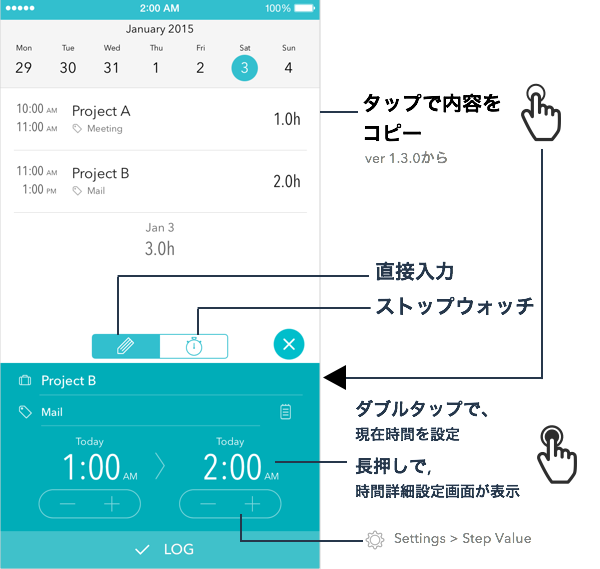 2:00 AM
100%
January 2015
Mon Tue Wed Thu Fri Sat Sun
29 30 31 1 2 3 4
10:00 AM Project A
11:00 AM Meeting
1.0h
タップで内容を
コピー
ver 1.3.0から
11:00 AM Project B
1:00 PM Mail
2.0h
Jan 3
3.0h
直接入力
ストップウォッチ
Project B
Mail
ダブルタップで、
現在時間を設定
Today Today
1:00 AM 2:00 AM
長押しで,
時間詳細設定画面が表示
Settings > Step Value
LOG